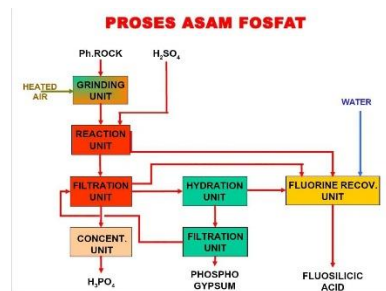 PROSES ASAM FOSFAT
Ph.ROCK
H₂SO₄
HEATED
AIR
GRINDING
UNIT
WATER
REACTION
UNIT
FILTRATION
UNIT
HYDRATION
UNIT
FLUORINE RECOV.
UNIT
CONCENT.
UNIT
FILTRATION
UNIT
H₃PO₄
PHOSPHO
GYPSUM
FLUOSILICIC
ACID